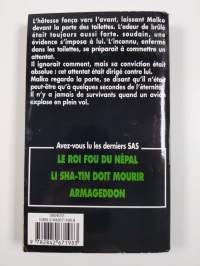 L'hôtesse fonça vers l'avant, laissant Malko
devant la porte des toilettes. L'odeur de brûlé
était toujours aussi forte. soudain, une
évidence s'imposa à lui. L'inconnu, enfermé
dans les toilettes, se préparait à commettre un
attentat.
Il ignorait comment, mais sa conviction était
absolue : cet attentat était dirigé contre lui.
Malko regarda la porte, se disant qu'il n'était
peut-être qu'à quelques secondes de l'éternité.
Il n'y a jamais de survivants quand un avion
explose en plein vol.
Avez-vous lu les derniers SAS
LE ROI FOU DU NÉPAL
LI SHA-TIN DOIT MOURIR
ARMAGEDDON
9 782842 671983